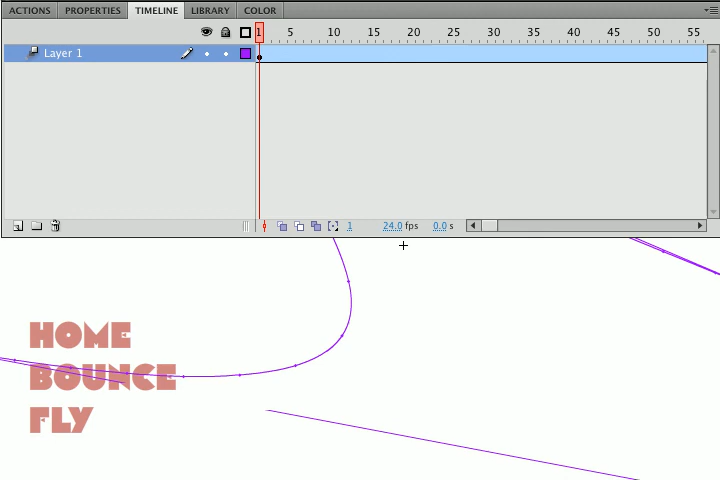 ACTIONS PROPERTIES TIMELINE LIBRARY COLOR
1 5 10 15 20 25 30 35 40 45 50 55
Layer 1
1 24.0 fps 0.0 s
HOME
BOUNCE
FLY